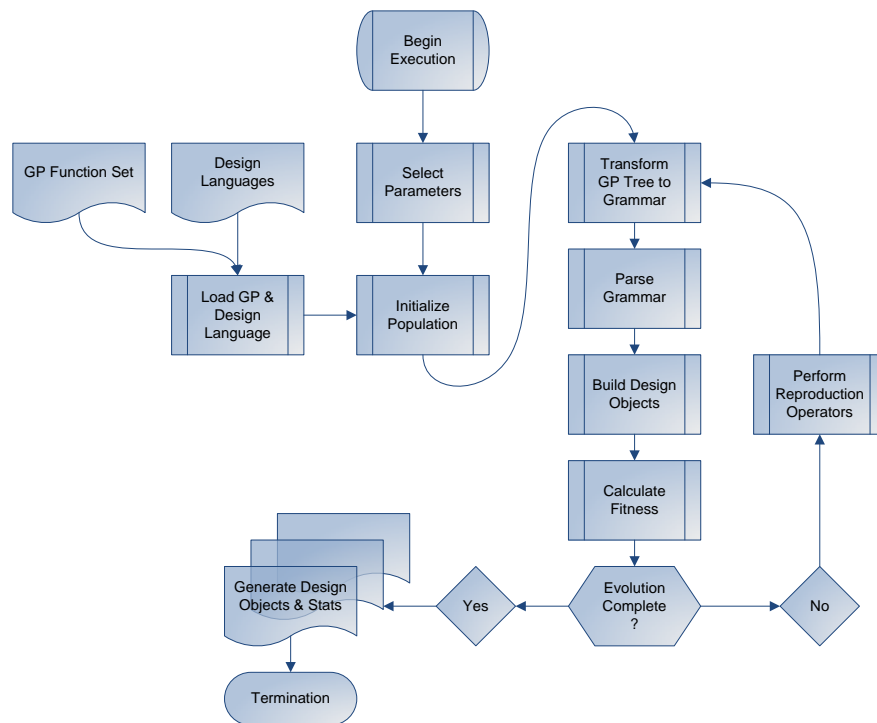 Begin
Execution
GP Function Set
Design
Languages
Select
Parameters
Transform
GP Tree to
Grammar
Load GP &
Design
Language
Initialize
Population
Parse
Grammar
Build Design
Objects
Perform
Reproduction
Operators
Calculate
Fitness
Generate Design
Objects & Stats
Yes
Evolution
Complete
?
No
Termination